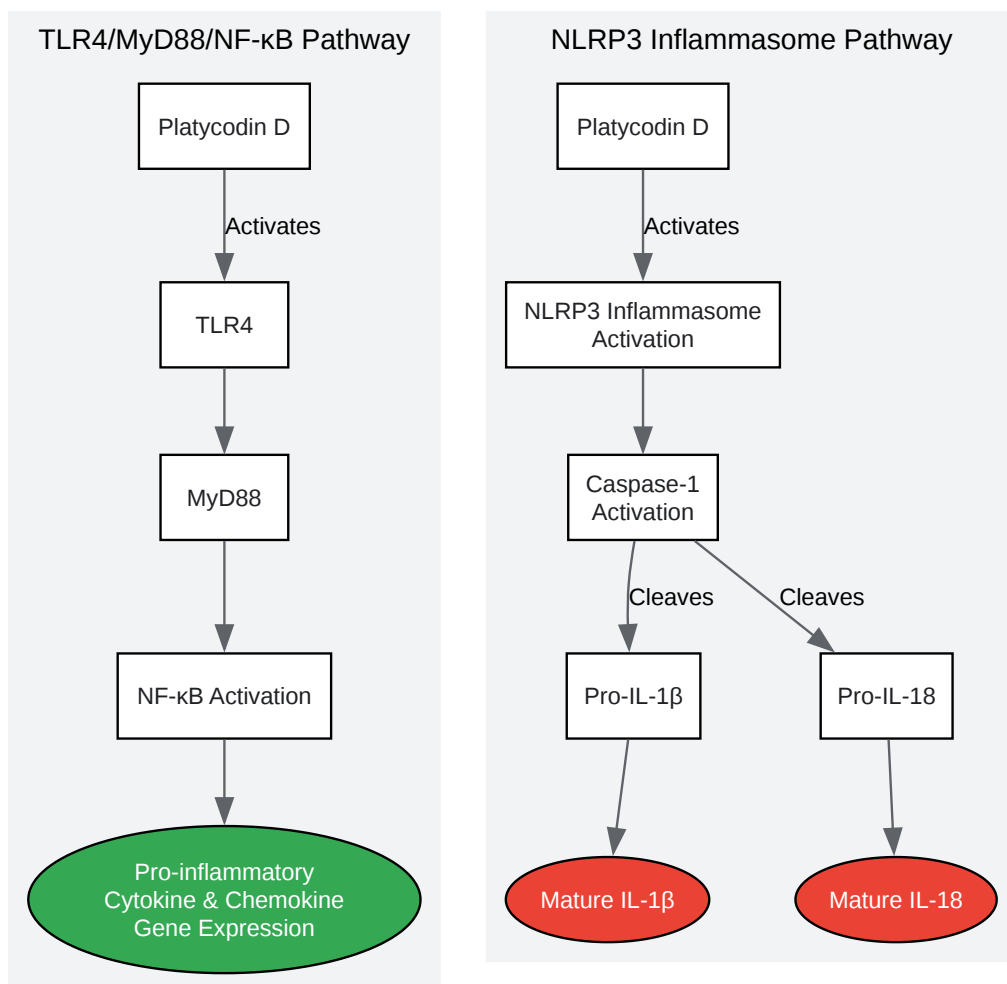 TLR4/MyD88/NF-κB Pathway
Platycodin D
Activates
TLR4
MyD88
NF-κB Activation
Pro-inflammatory
Cytokine & Chemokine
Gene Expression
NLRP3 Inflammasome Pathway
Platycodin D
Activates
NLRP3 Inflammasome
Activation
Caspase-1
Activation
Cleaves
Cleaves
Pro-IL-1β
Pro-IL-18
Mature IL-1β
Mature IL-18